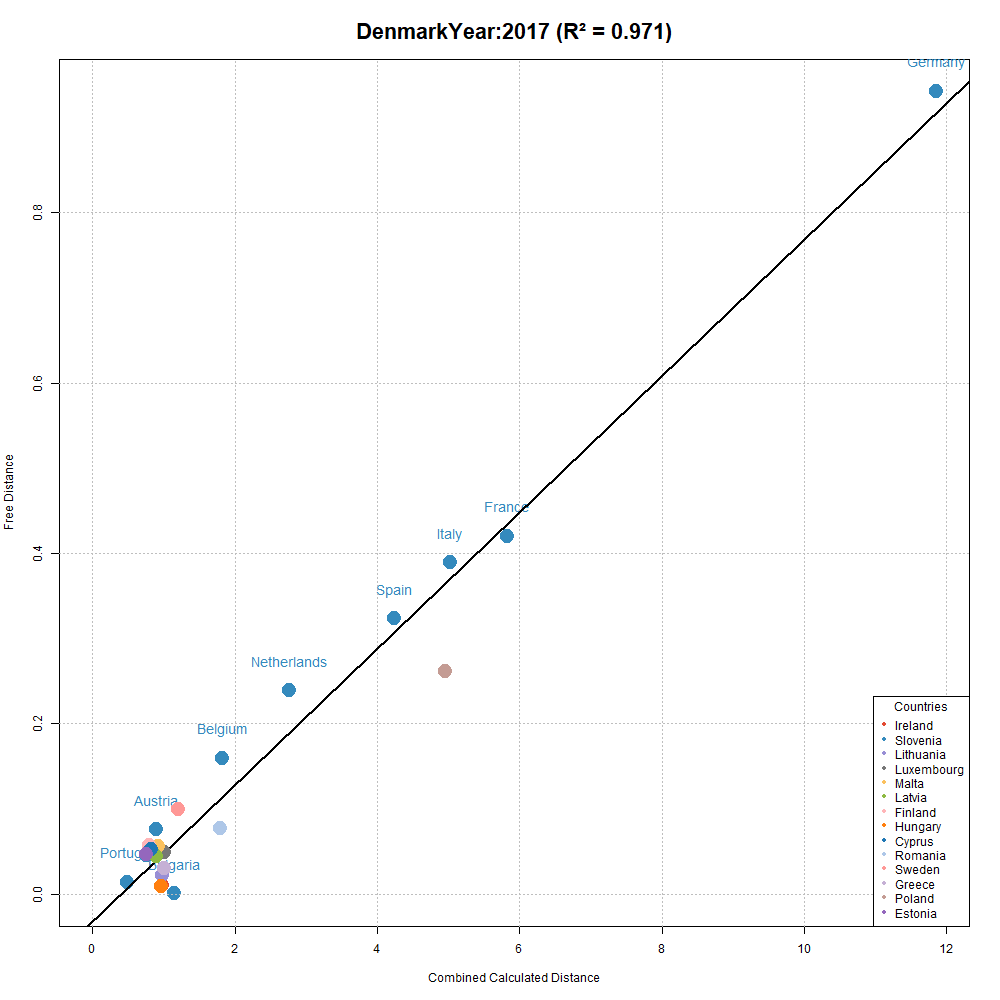 DenmarkYear:2017 (R² = 0.971)
Germany
France
Italy
Spain
Netherlands
Belgium
Austria
Portug
lgaria
Free Distance
0.0
0.2
0.4
0.6
0.8
0
2
4
6
8
10
12
Combined Calculated Distance
Countries
Ireland
Slovenia
Lithuania
Luxembourg
Malta
Latvia
Finland
Hungary
Cyprus
Romania
Sweden
Greece
Poland
Estonia